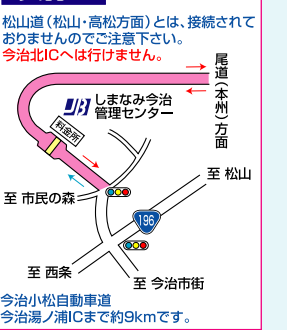 松山道(松山・高松方面)とは、接続されて
おりませんのでご注意下さい。
今治北ICへは行けません。
尾道(本州)方面
JB しまなみ今治
管理センター
料金所
至 松山
至 市民の森
196
至 西条
至 今治市街
今治小松自動車道
今治湯ノ浦ICまで約9kmです。